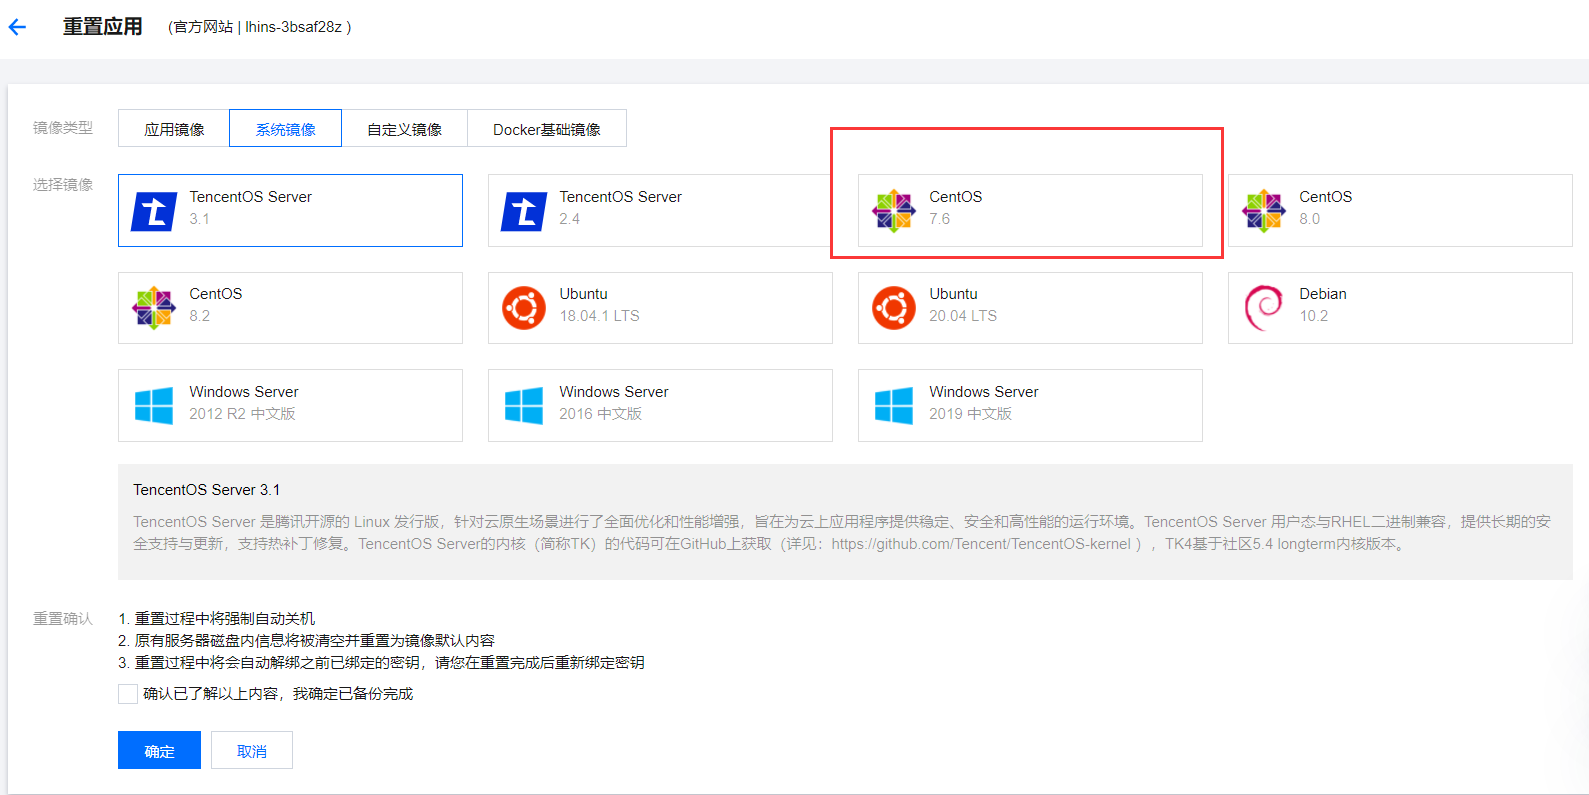 重置应用 (官方网站 | lhins-3bsaf28z )
镜像类型 应用镜像 系统镜像 自定义镜像 Docker基础镜像
选择镜像
TencentOS Server
3.1
TencentOS Server
2.4
CentOS
7.6
CentOS
8.0
CentOS
8.2
Ubuntu
18.04.1 LTS
Ubuntu
20.04 LTS
Debian
10.2
Windows Server
2012 R2 中文版
Windows Server
2016 中文版
Windows Server
2019 中文版
TencentOS Server 3.1
TencentOS Server 是腾讯开源的 Linux 发行版，针对云原生场景进行了全面优化和性能增强，旨在为云上应用程序提供稳定、安全和高性能的运行环境。TencentOS Server 用户态与RHEL二进制兼容，提供长期的安
全支持与更新，支持热补丁修复。TencentOS Server的内核（简称TK）的代码可在GitHub上获取（详见：https://github.com/Tencent/TencentOS-kernel ），TK4基于社区5.4 longterm内核版本。
重置确认
1. 重置过程中将强制自动关机
2. 原有服务器磁盘内信息将被清空并重置为镜像默认内容
3. 重置过程中将会自动解绑之前已绑定的密钥，请您在重置完成后重新绑定密钥
确认已了解以上内容，我确定已备份完成
确定 取消